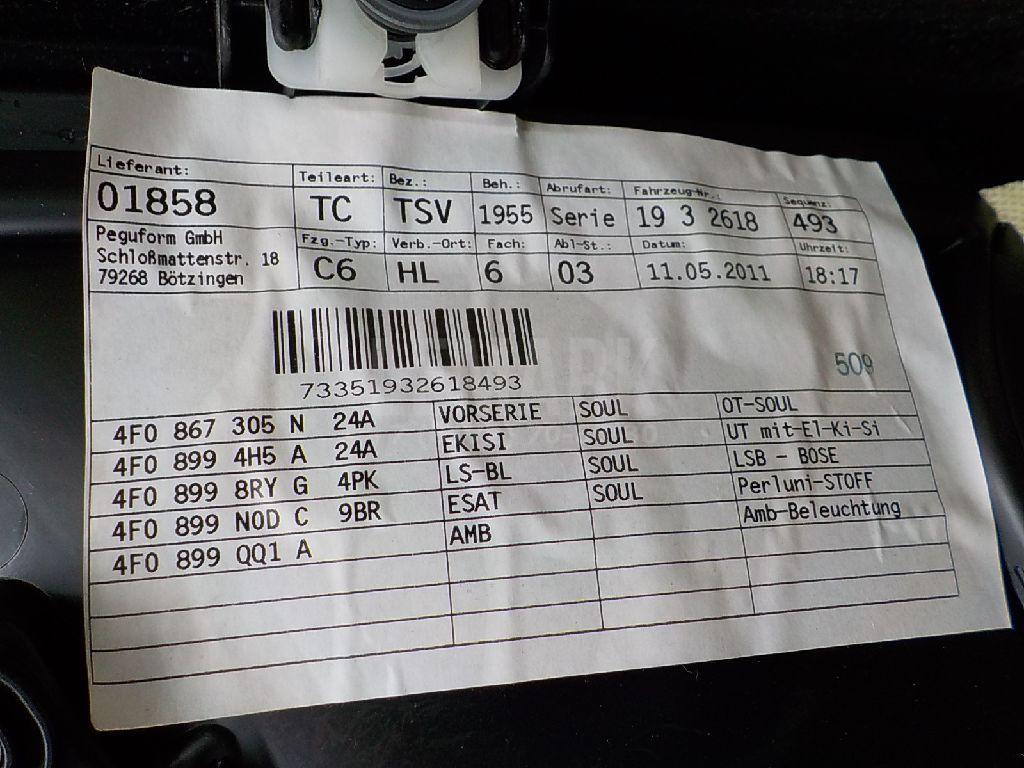 Lieferant: Teileart: Bez.: Beh.: Abrufart: Fahrzeug-Nr.: Sequenz:
01858 TC TSV 1955 Serie 19 3 2618 493
Peguform GmbH
Schloßmattenstr. 18
79268 Bötzingen
Fzg.-Typ: Verb.-Ort: Fach: Abl-St.: Datum: Uhrzeit:
C6 HL 6 03 11.05.2011 18:17
509
73351932618493
4F0 867 305 N 24A VORSERIE SOUL OT-SOUL
4F0 899 4H5 A 24A EKISI SOUL UT mit-El-Ki-Si
4F0 899 8RY G 4PK LS-BL SOUL LSB - BOSE
4F0 899 N0D C 9BR ESAT SOUL Perluni-STOFF
4F0 899 QQ1 A AMB Amb-Beleuchtung